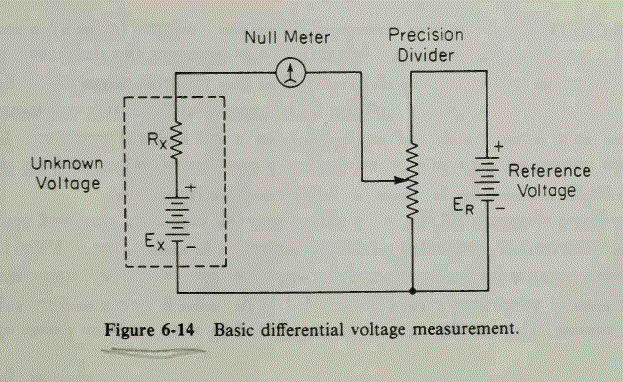 Null Meter
Precision
Divider
Rx
Unknown
Voltage
+
Ex
−
+
Reference
Voltage
ER
−
Figure 6-14 Basic differential voltage measurement.